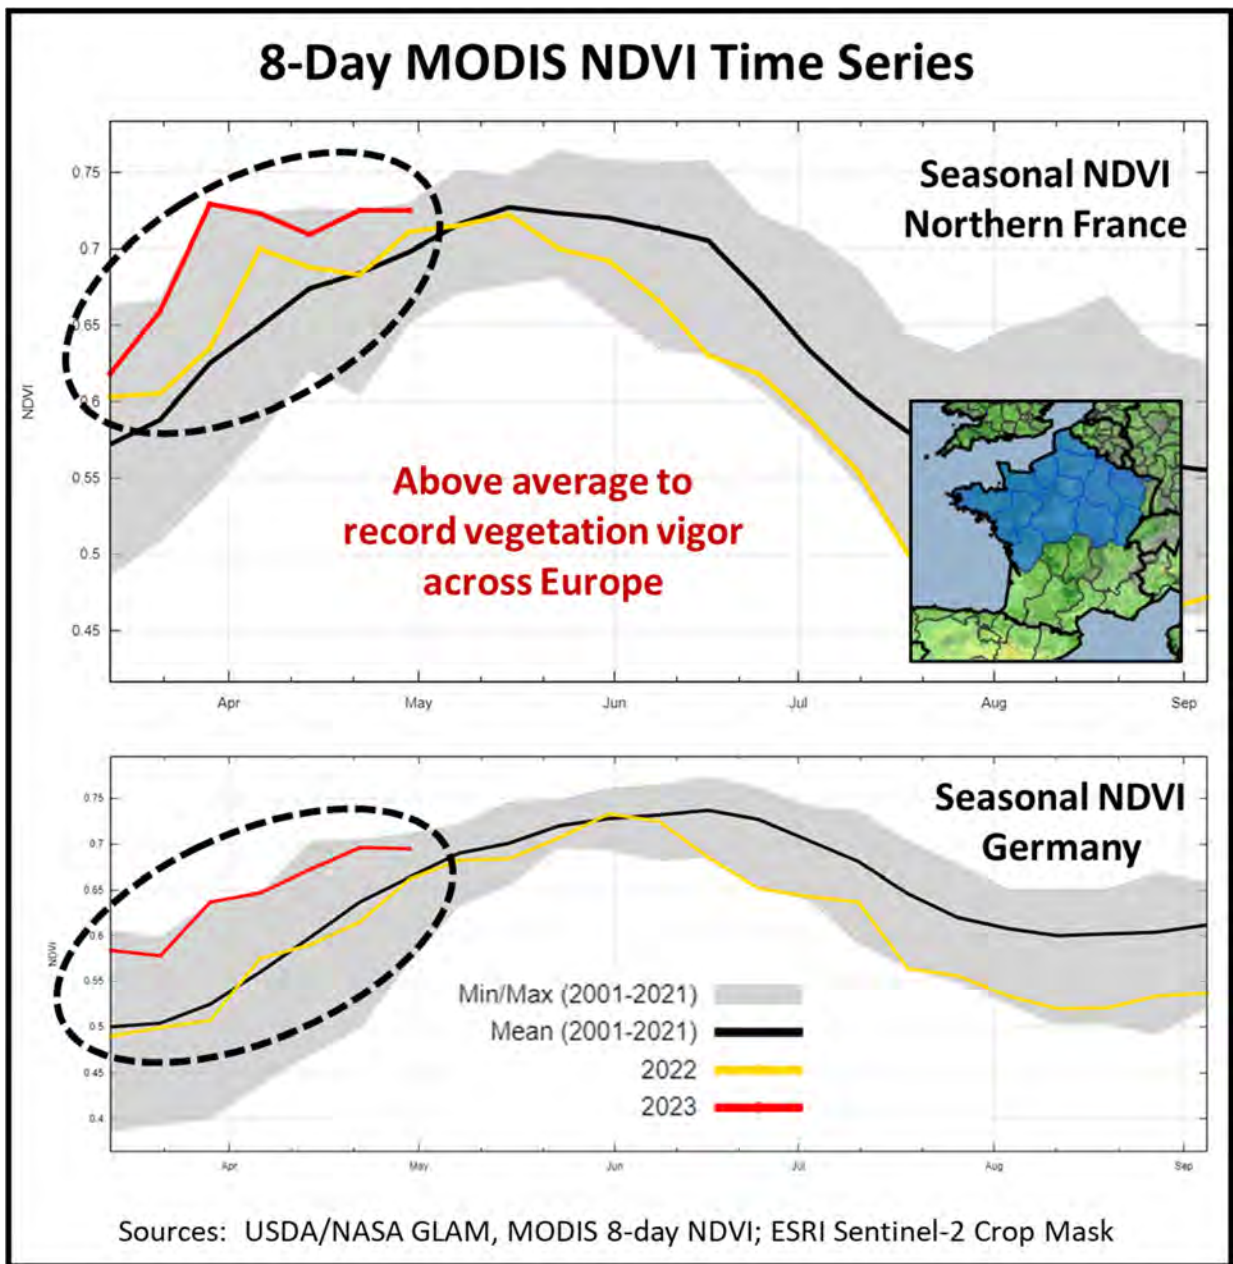 8-Day MODIS NDVI Time Series
Seasonal NDVI
Northern France
0.75
0.7
0.65
0.6
0.55
0.5
0.45
NDVI
Above average to
record vegetation vigor
across Europe
Apr
May
Jun
Jul
Aug
Sep
Seasonal NDVI
Germany
0.75
0.7
0.65
0.6
0.55
0.5
0.45
0.4
NDVI
Min/Max (2001-2021)
Mean (2001-2021)
2022
2023
Apr
May
Jun
Jul
Aug
Sep
Sources: USDA/NASA GLAM, MODIS 8-day NDVI; ESRI Sentinel-2 Crop Mask